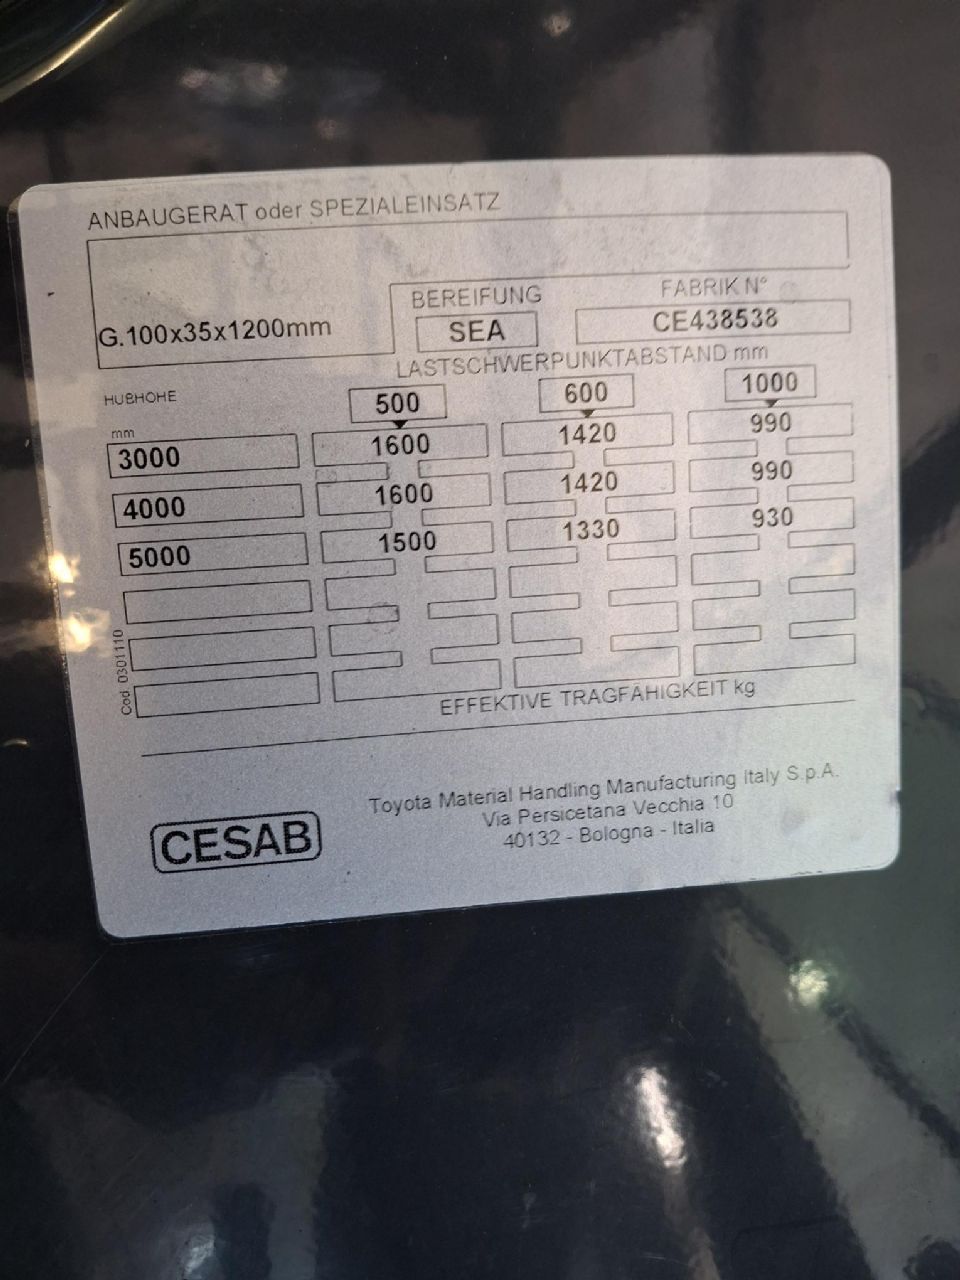 ANBAUGERAT oder SPEZIALEINSATZ
G.100x35x1200mm
BEREIFUNG
SEA
FABRIK N°
CE438538
LASTSCHWERPUNKTABSTAND mm
HUBHOHE
mm
500 600 1000
3000 1600 1420 990
4000 1600 1420 990
5000 1500 1330 930
EFFEKTIVE TRAGFÄHIGKEIT kg
Cod. 0301110
CESAB
Toyota Material Handling Manufacturing Italy S.p.A.
Via Persicetana Vecchia 10
40132 - Bologna - Italia